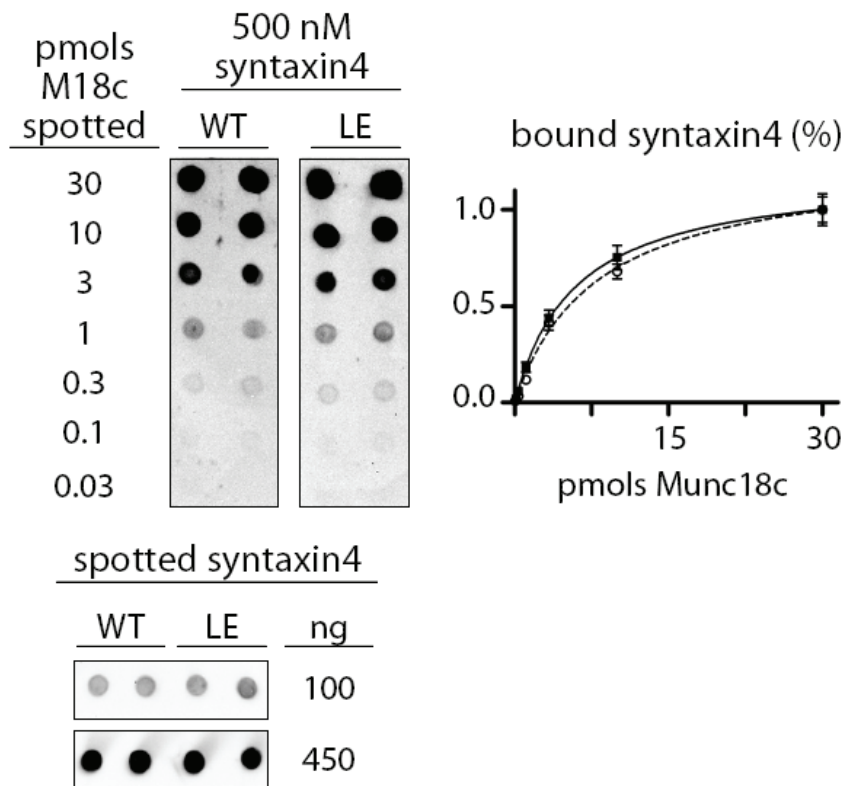 pmols
M18c
spotted
500 nM
syntaxin4
WT LE
30
10
3
1
0.3
0.1
0.03
bound syntaxin4 (%)
1.0
0.5
0.0
15 30
pmols Munc18c
spotted syntaxin4
WT LE ng
100
450